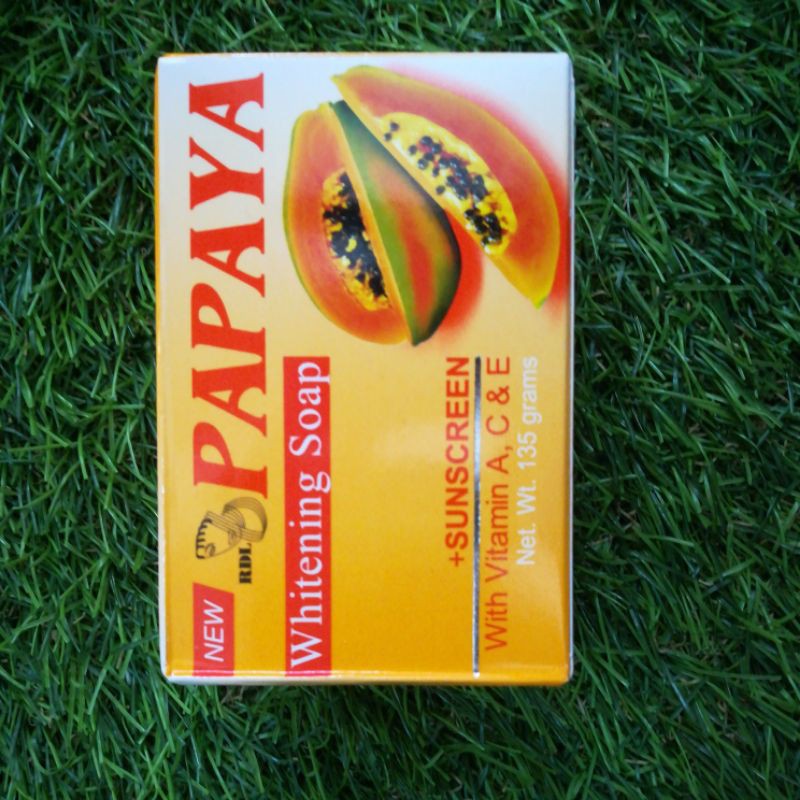 NEW
RDL
PAPAYA
Whitening Soap
+SUNSCREEN
With Vitamin A, C & E
Net. Wt. 135 grams